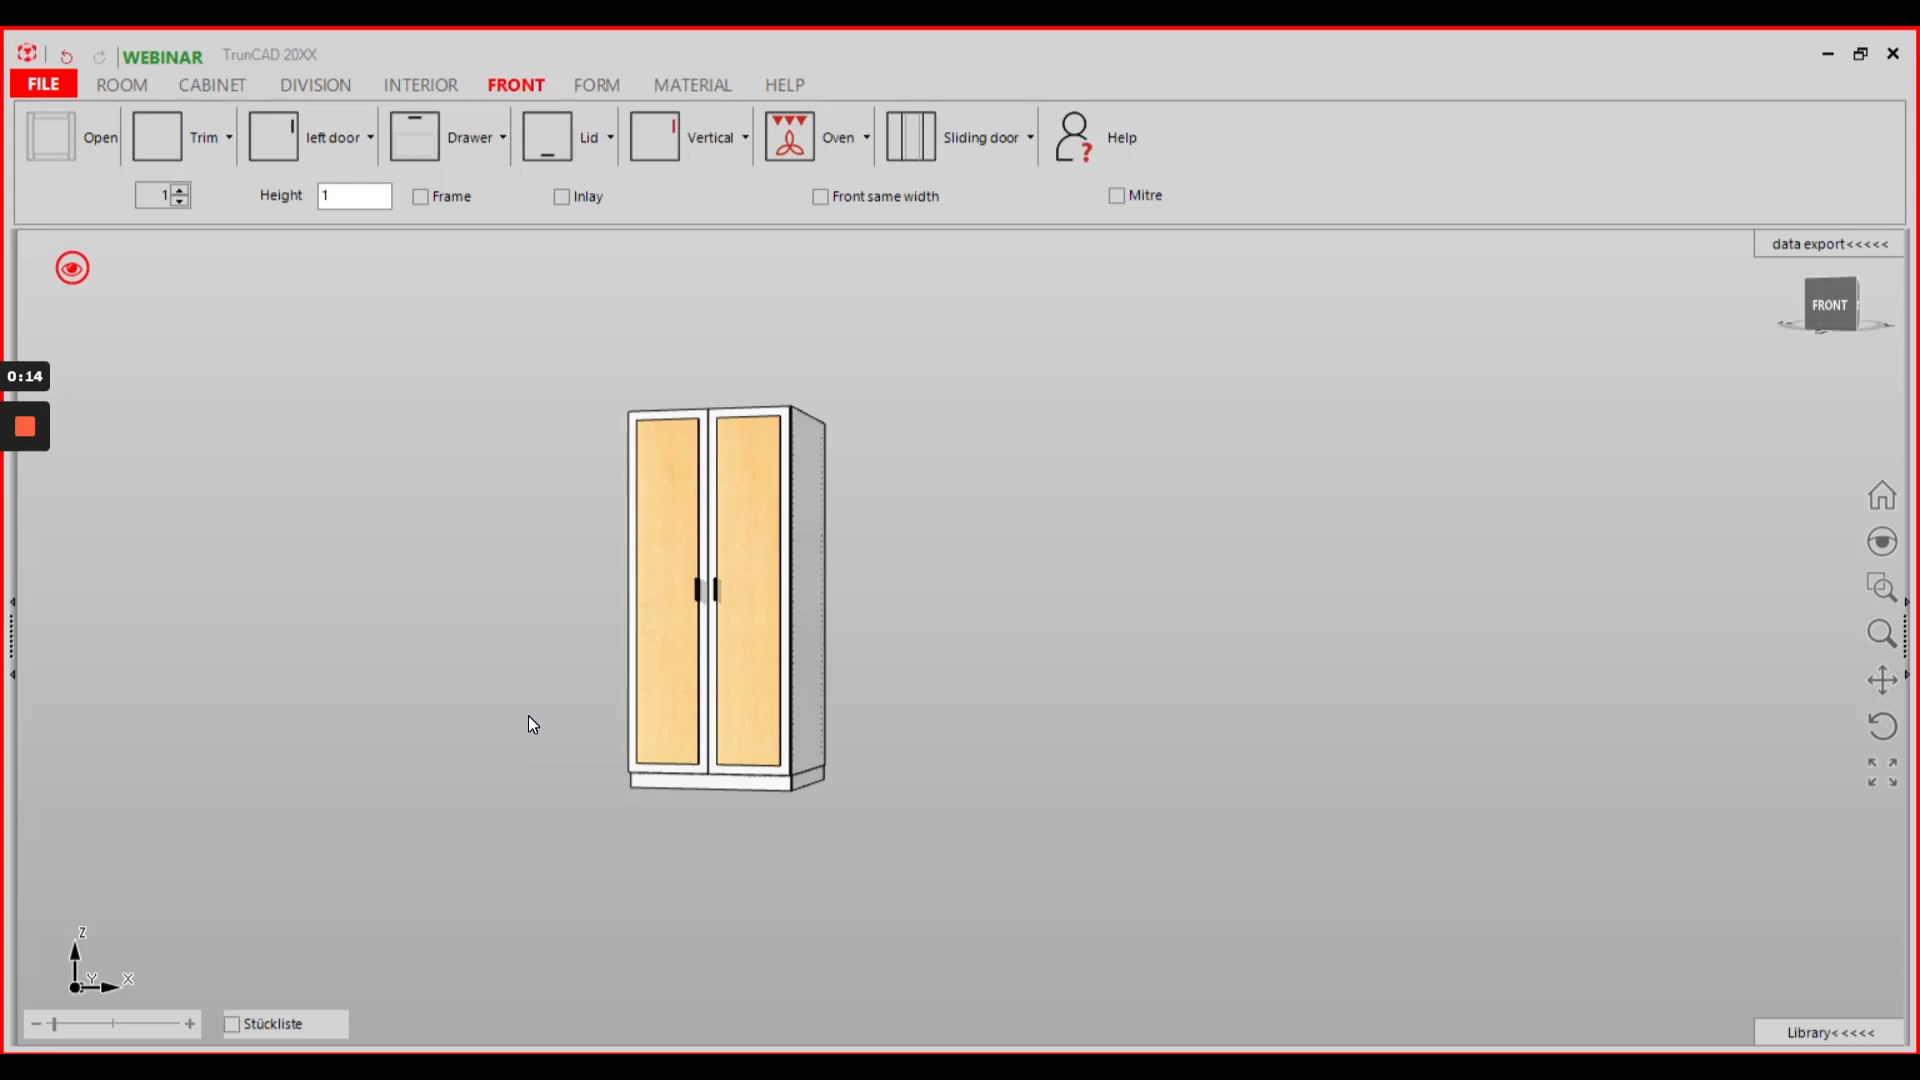 WEBINAR TrunCAD 20XX
FILE ROOM CABINET DIVISION INTERIOR FRONT FORM MATERIAL HELP
Open Trim left door Drawer Lid Vertical Oven Sliding door ? Help
1 Height 1 Frame Inlay Front same width Mitre
data export<<<<<
FRONT
0:14
Z
Y X
Stückliste
Library<<<<<